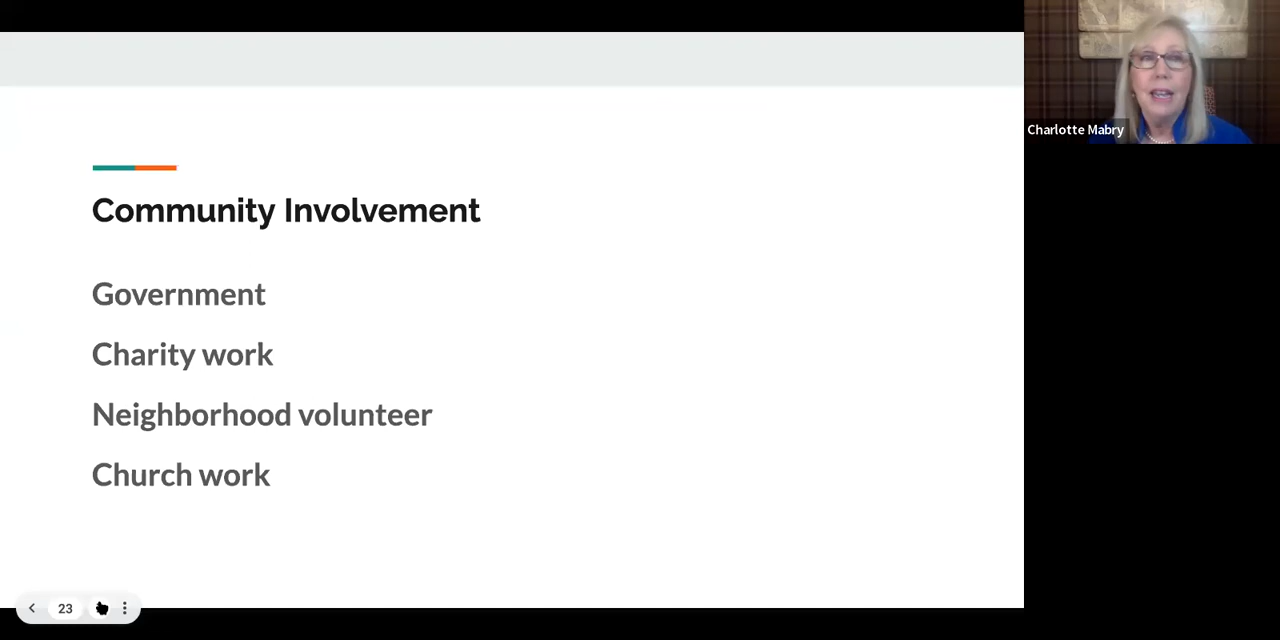 Community Involvement
Government
Charity work
Neighborhood volunteer
Church work
Charlotte Mabry
23